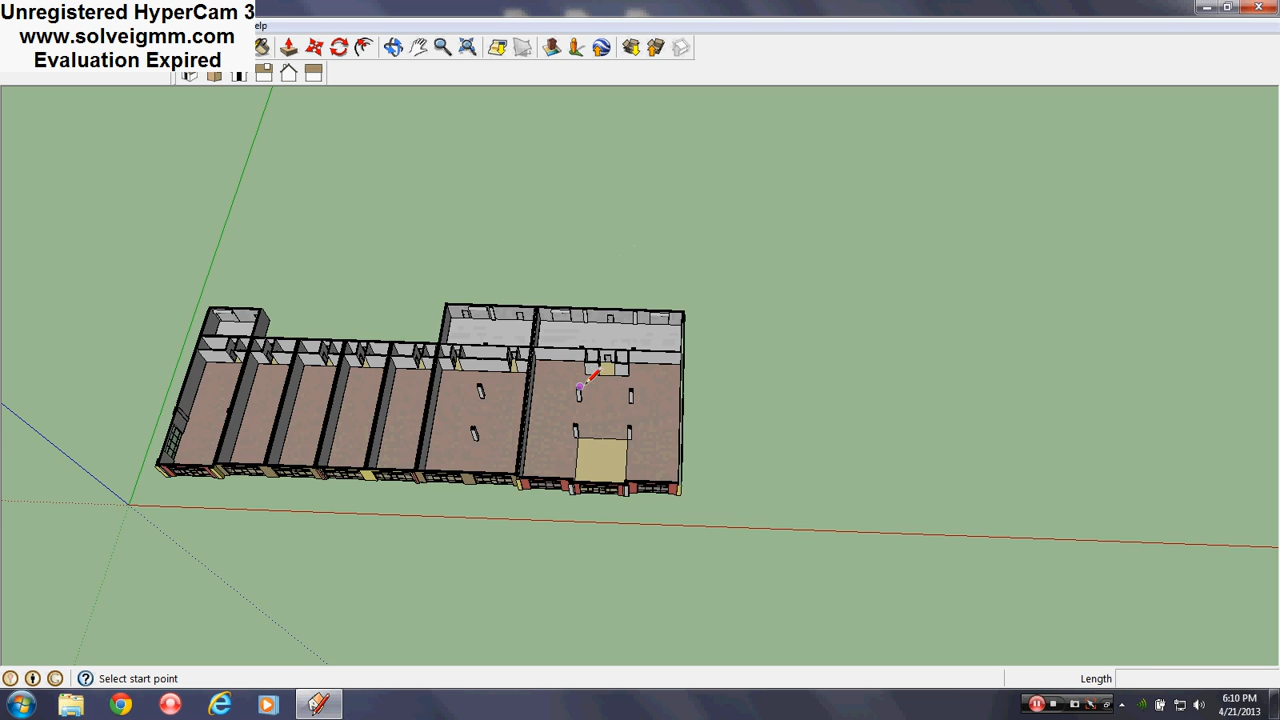 Unregistered HyperCam 3
www.solveigmm.com
Evaluation Expired
elp
Select start point
Length
6:10 PM
4/21/2013